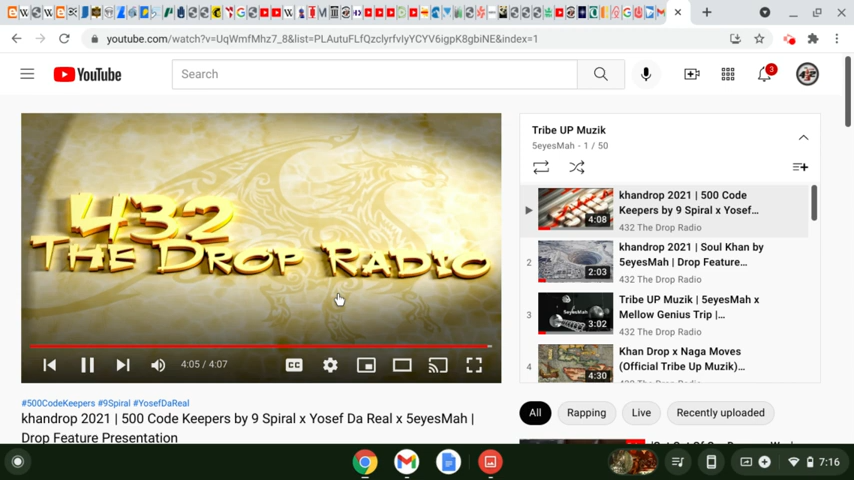 youtube.com/watch?v=UqWmfMhz7_8&list=PLAutuFLfQzclyrfvIyYCYV6igpK8gbiNE&index=1
YouTube
Search
3
432
The Drop Radio
4:05 / 4:07
CC
#500CodeKeepers #9Spiral #YosefDaReal
khandrop 2021 | 500 Code Keepers by 9 Spiral x Yosef Da Real x 5eyesMah |
Drop Feature Presentation
Tribe UP Muzik
5eyesMah - 1 / 50
4:08
khandrop 2021 | 500 Code
Keepers by 9 Spiral x Yosef...
432 The Drop Radio
2
2:03
khandrop 2021 | Soul Khan by
5eyesMah | Drop Feature...
432 The Drop Radio
3
5eyesMah
3:02
Tribe UP Muzik | 5eyesMah x
Mellow Genius Trip |...
432 The Drop Radio
4
4:30
Khan Drop x Naga Moves
(Official Tribe Up Muzik)...
All
Rapping
Live
Recently uploaded
7:16